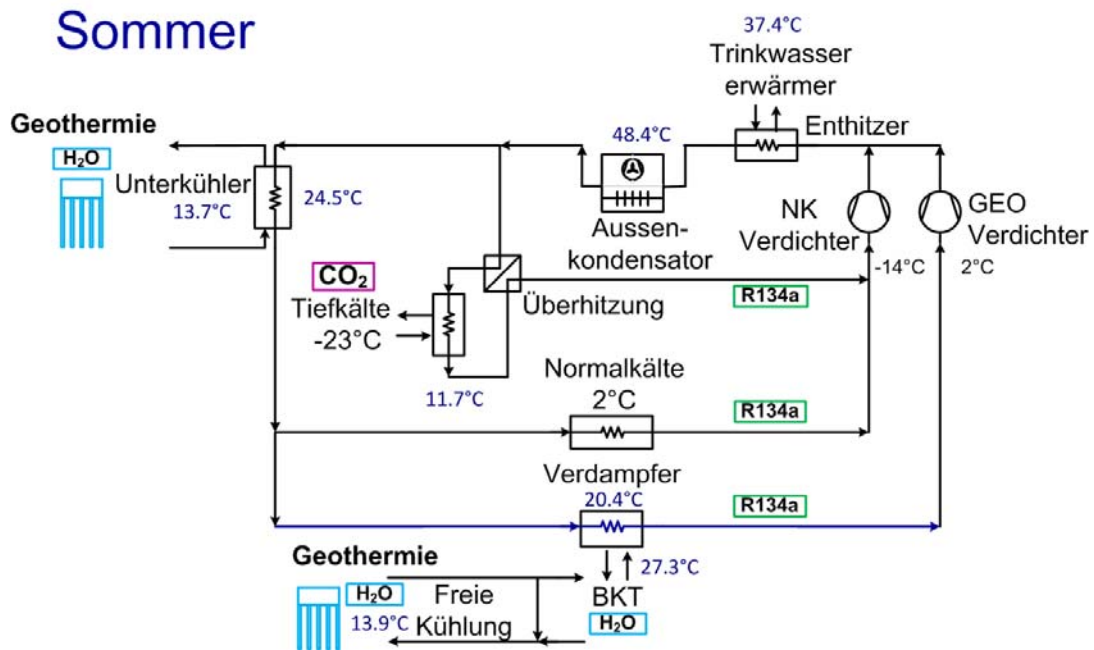 Sommer
37.4°C
Trinkwasser
erwärmer
Geothermie
H₂O
Unterkühler
13.7°C
24.5°C
48.4°C
Enthitzer
Aussen-
kondensator
NK
Verdichter
-14°C
GEO
Verdichter
2°C
CO₂
Tiefkälte
-23°C
Überhitzung
R134a
11.7°C
Normalkälte
2°C
R134a
Verdampfer
20.4°C
R134a
27.3°C
Geothermie
H₂O
13.9°C
Freie
Kühlung
BKT
H₂O